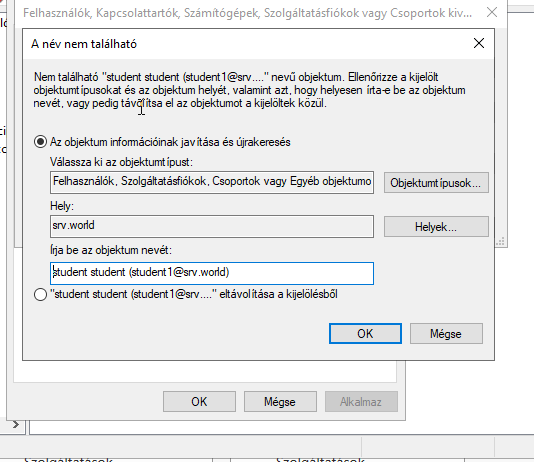 Felhasználók, Kapcsolattartók, Számítógépek, Szolgáltatásfiókok vagy Csoportok kiv...
A név nem található
Nem található "student student (student1@srv...." nevű objektum. Ellenőrizze a kijelölt
objektumtípusokat és az objektum helyét, valamint azt, hogy helyesen írta-e be az objektum
nevét, vagy pedig távolítsa el az objektumot a kijelöltek közül.
Az objektum információinak javítása és újrakeresés
Válassza ki az objektumtípust:
Felhasználók, Szolgáltatásfiókok, Csoportok vagy Egyéb objektumo
Objektumtípusok...
Hely:
srv.world
Helyek...
Írja be az objektum nevét:
student student (student1@srv.world)
"student student (student1@srv...." eltávolítása a kijelölésből
OK
Mégse
OK
Mégse
Alkalmaz